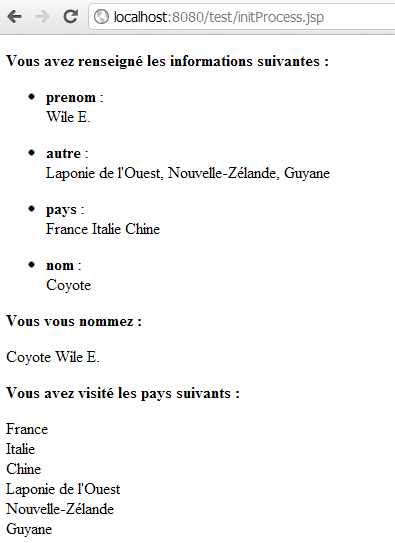 localhost:8080/test/initProcess.jsp
Vous avez renseigné les informations suivantes :
prenom :
Wile E.
autre :
Laponie de l'Ouest, Nouvelle-Zélande, Guyane
pays :
France Italie Chine
nom :
Coyote
Vous vous nommez :
Coyote Wile E.
Vous avez visité les pays suivants :
France
Italie
Chine
Laponie de l'Ouest
Nouvelle-Zélande
Guyane